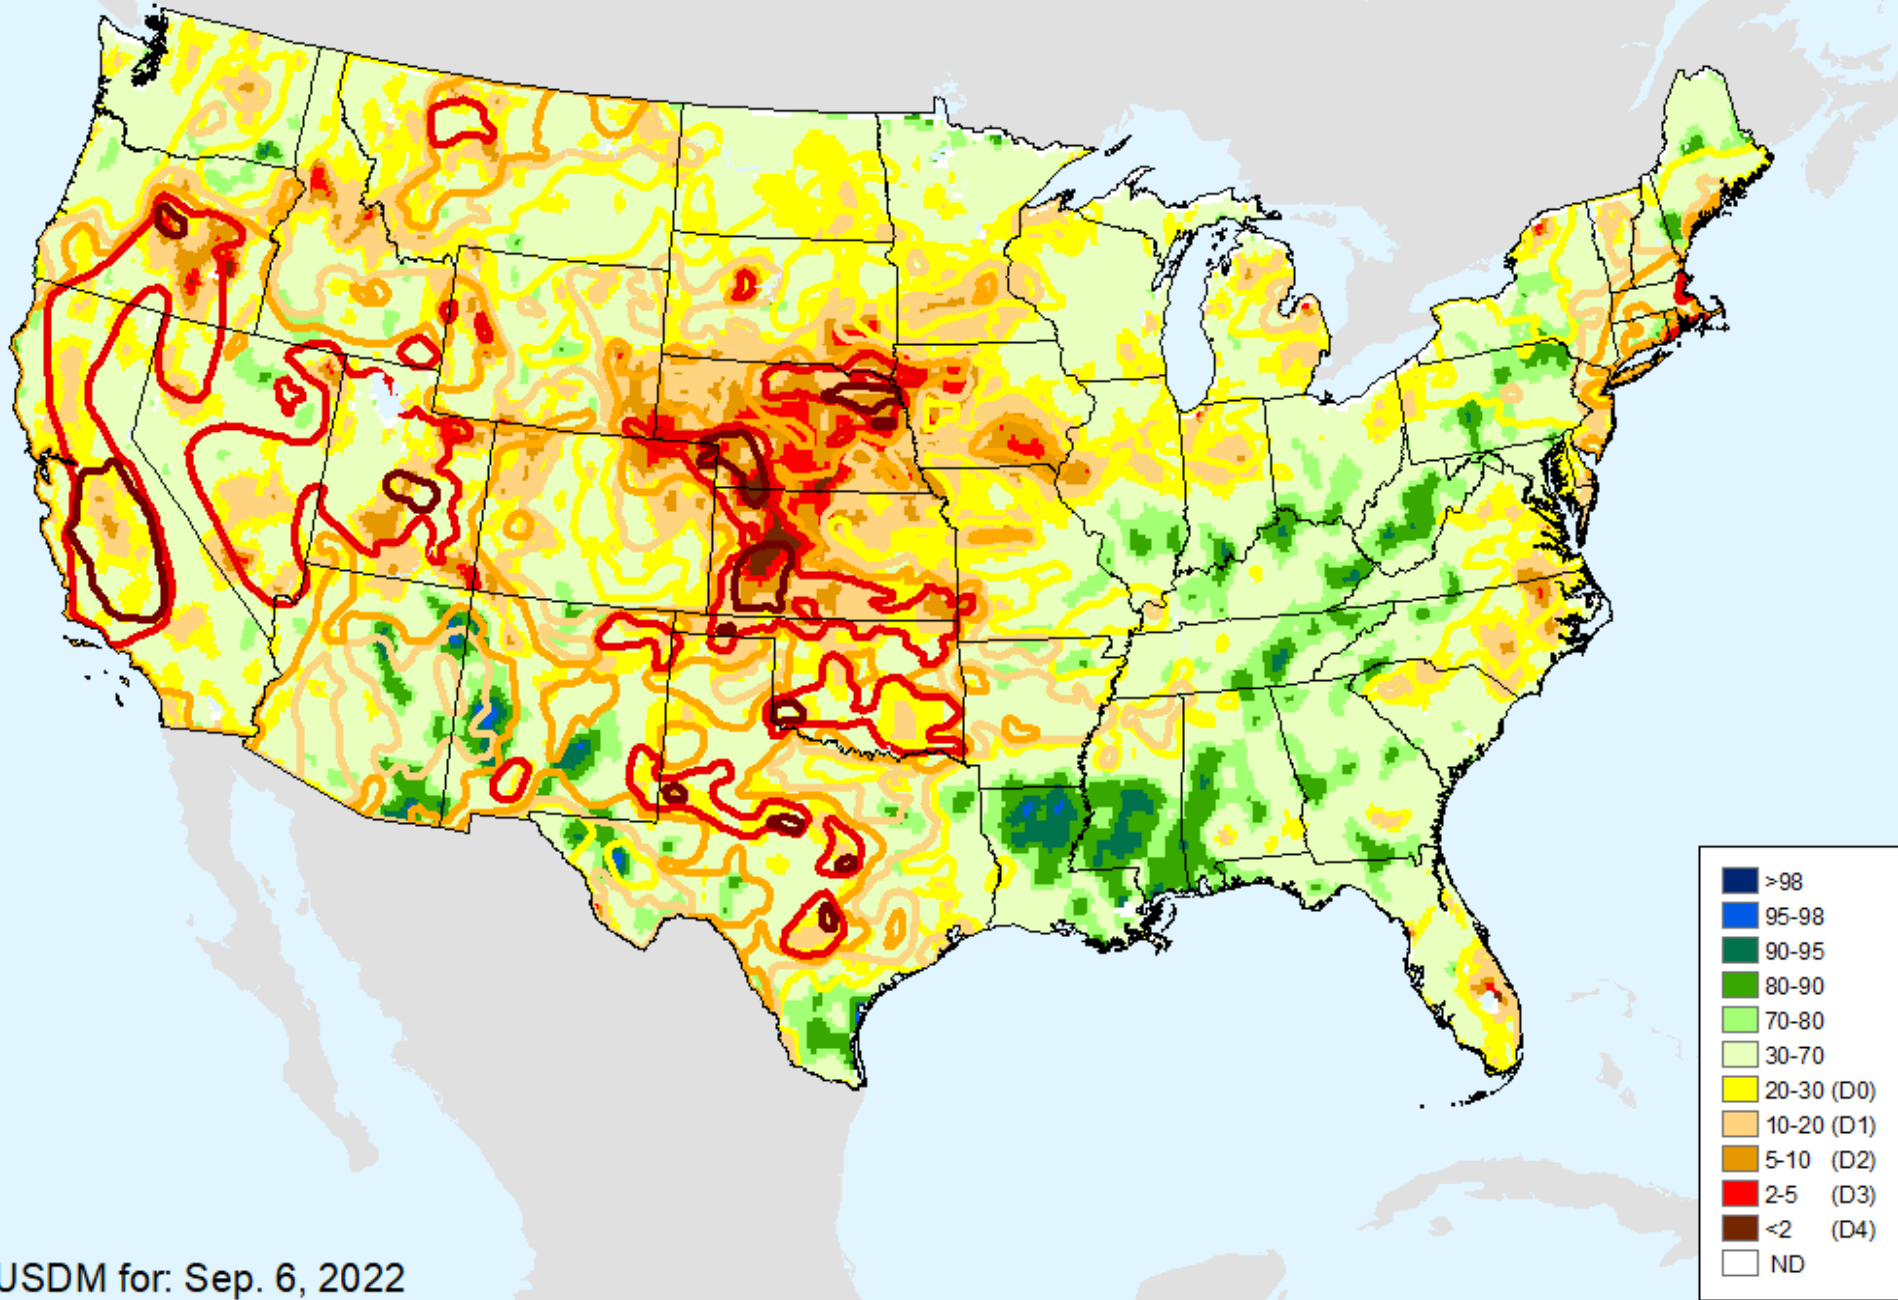 >98
95-98
90-95
80-90
70-80
30-70
20-30 (D0)
10-20 (D1)
5-10 (D2)
2-5 (D3)
<2 (D4)
ND
USDM for: Sep. 6, 2022